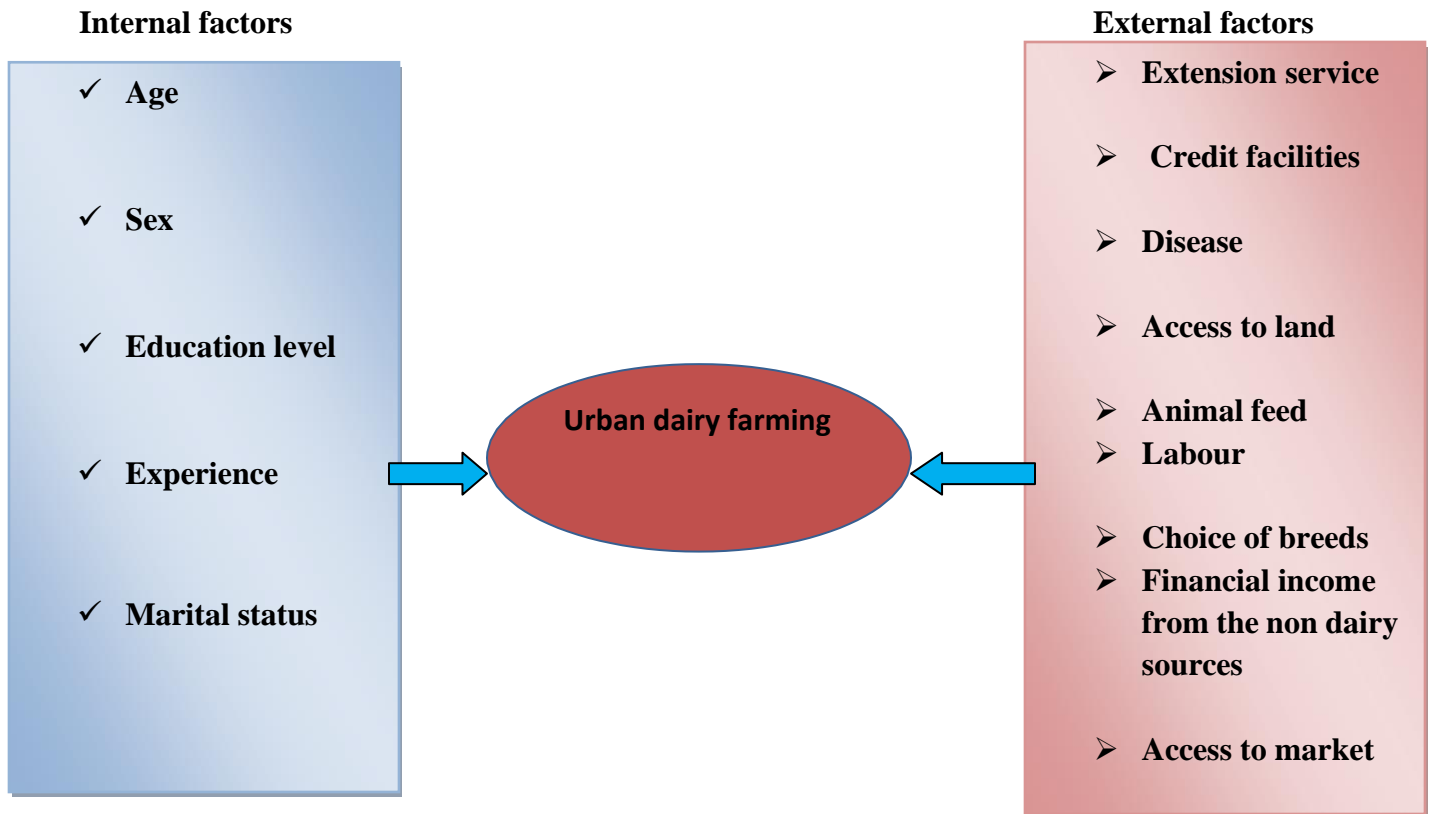 Internal factors
Age
Sex
Education level
Experience
Marital status
Urban dairy farming
External factors
Extension service
Credit facilities
Disease
Access to land
Animal feed
Labour
Choice of breeds
Financial income
from the non dairy
sources
Access to market